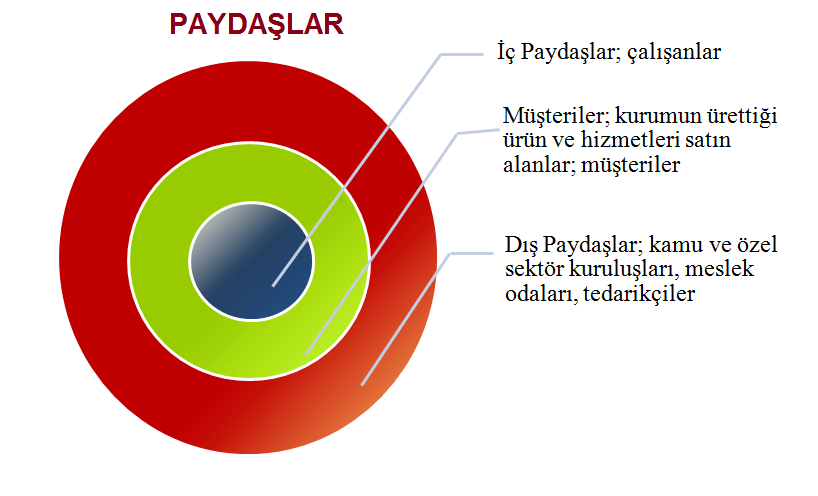 PAYDAŞLAR
İç Paydaşlar; çalışanlar
Müşteriler; kurumun ürettiği
ürün ve hizmetleri satın
alanlar; müşteriler
Dış Paydaşlar; kamu ve özel
sektör kuruluşları, meslek
odaları, tedarikçiler